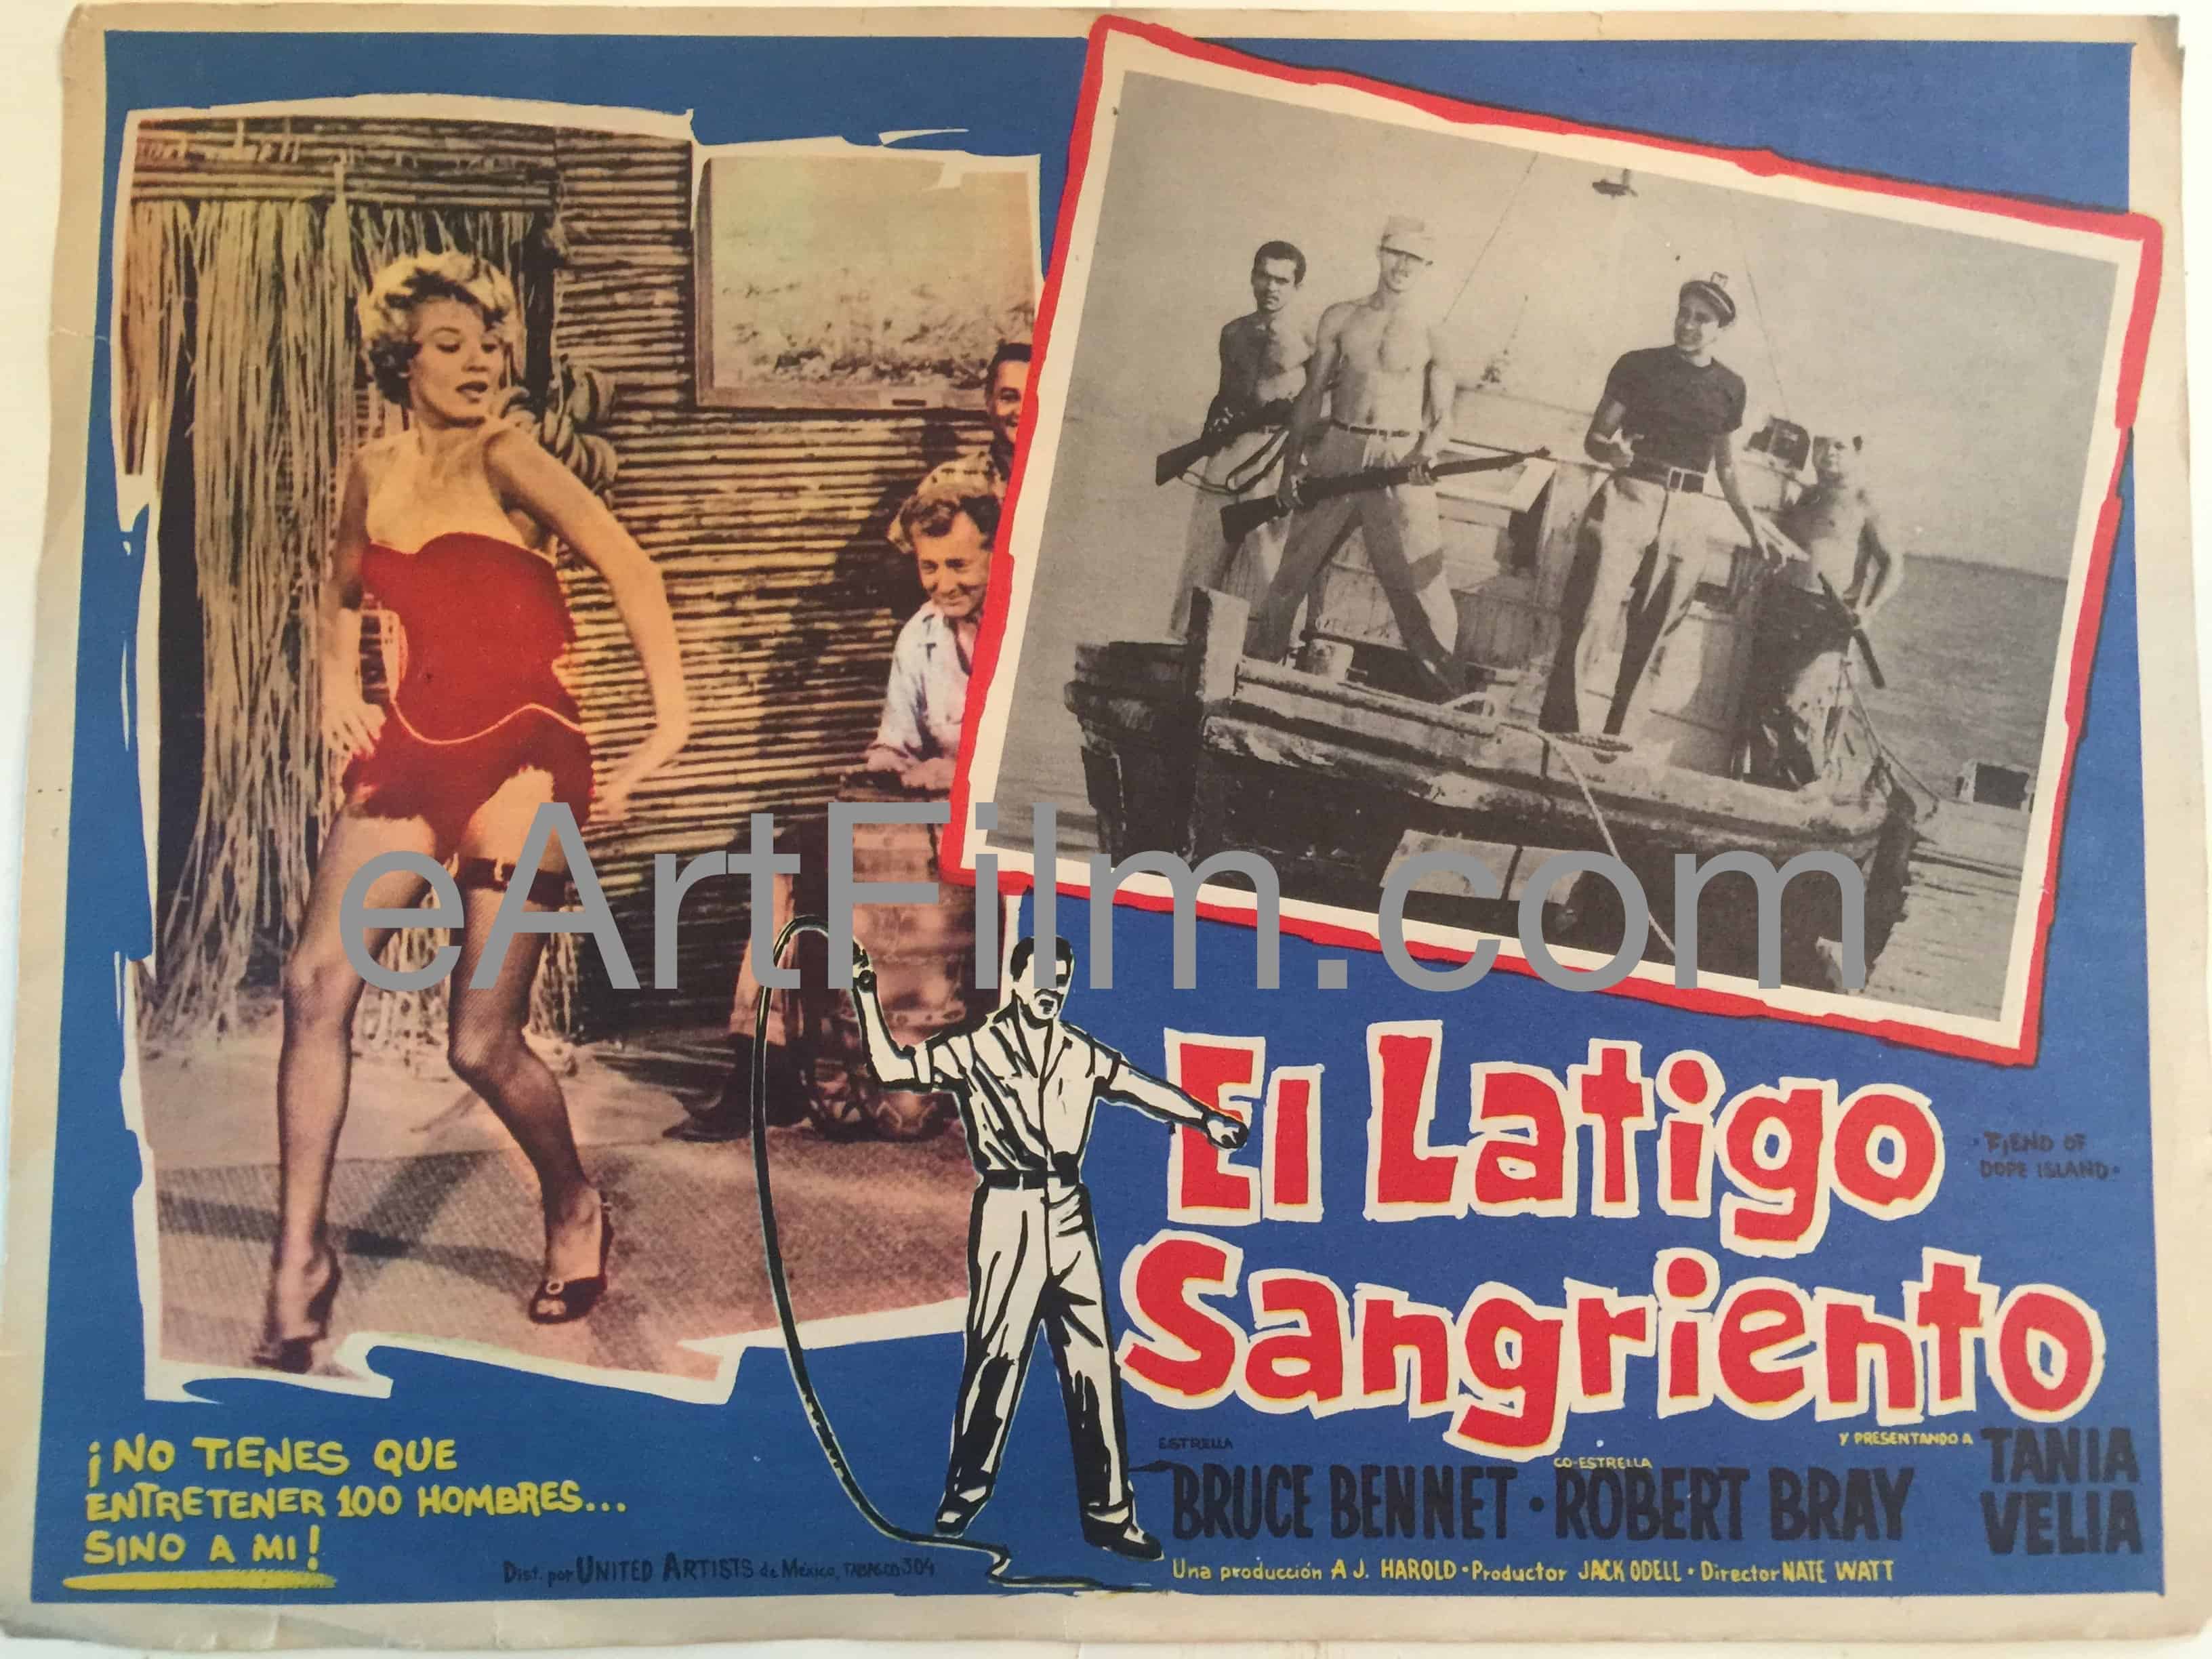 eArtFilm.com
El Latigo
Sangriento
"FIEND OF
DOPE ISLAND"
¡NO TIENES QUE
ENTRETENER 100 HOMBRES...
SINO A MI!
Dist. por UNITED ARTISTS de México, TABASCO 304
ESTRELLA
BRUCE BENNET • ROBERT BRAY
CO-ESTRELLA
Y PRESENTANDO A TANIA
VELIA
Una producción A J. HAROLD • Productor JACK ODELL • Director NATE WATT